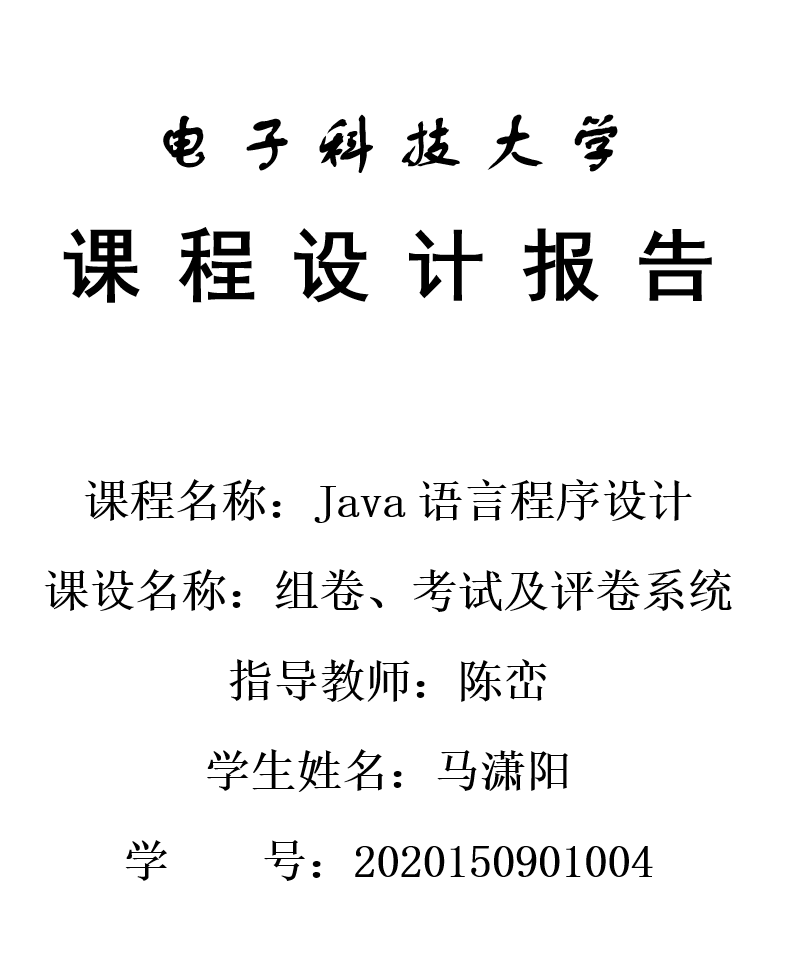 电子科技大学
课程设计报告
课程名称：Java 语言程序设计
课设名称：组卷、考试及评卷系统
指导教师：陈峦
学生姓名：马潇阳
学 号：2020150901004